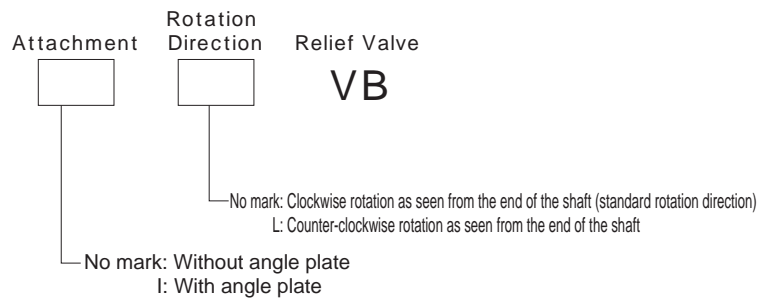 Rotation
Attachment Direction Relief Valve
VB
No mark: Clockwise rotation as seen from the end of the shaft (standard rotation direction)
L: Counter-clockwise rotation as seen from the end of the shaft
No mark: Without angle plate
I: With angle plate